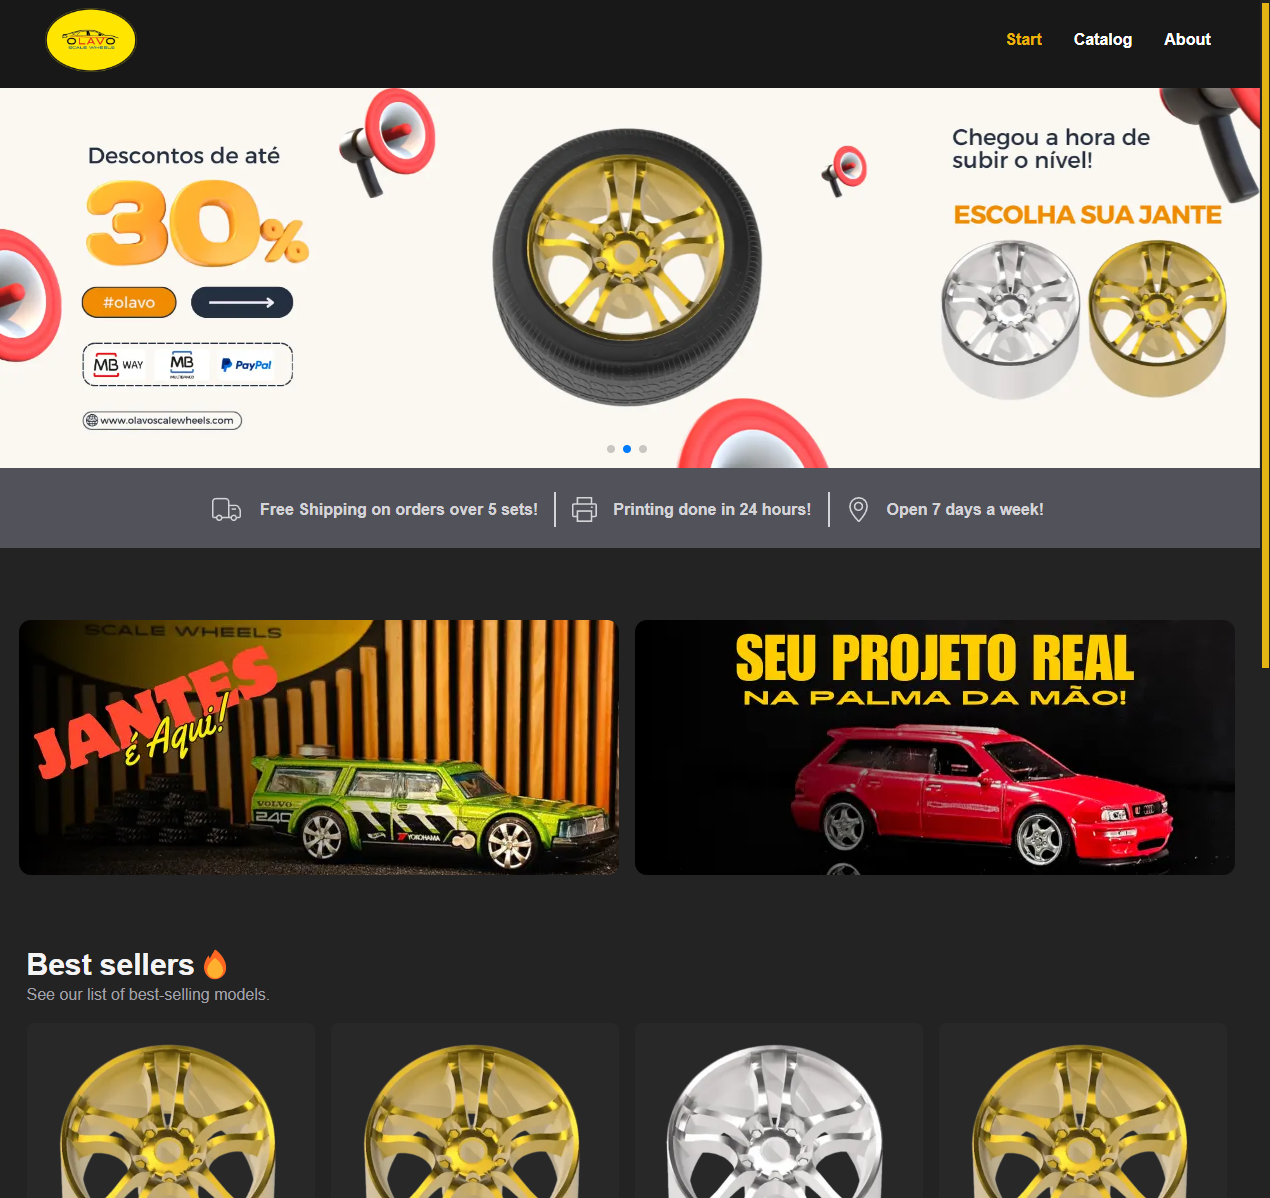 OLAVO
SCALE WHEELS
Start
Catalog
About
Descontos de até
30%
#olavo
MB WAY
MB
MULTIBANCO
PayPal
www.olavoscalewheels.com
Chegou a hora de
subir o nível!
ESCOLHA SUA JANTE
Free Shipping on orders over 5 sets!
Printing done in 24 hours!
Open 7 days a week!
SCALE WHEELS
JANTES
é Aqui!
VOLVO
240
YOKOHAMA
SEU PROJETO REAL
NA PALMA DA MÃO!
Best sellers
See our list of best-selling models.